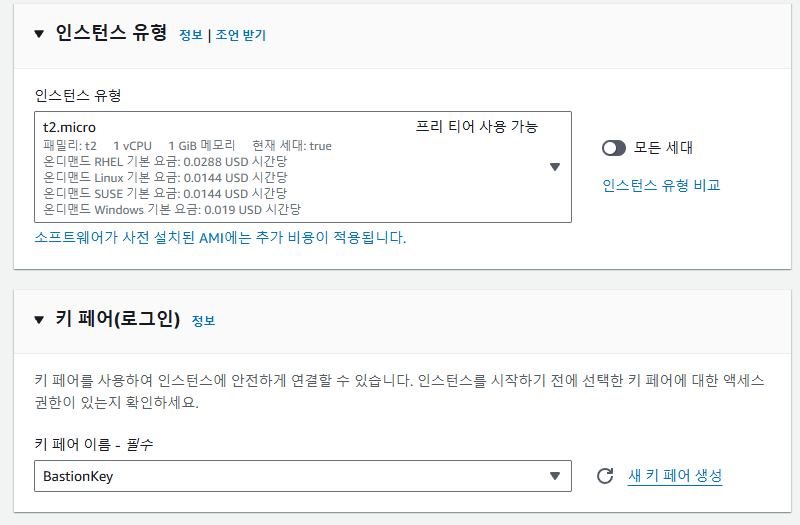 인스턴스 유형 정보 | 조언 받기
인스턴스 유형
t2.micro 프리 티어 사용 가능
패밀리: t2 1 vCPU 1 GiB 메모리 현재 세대: true
온디맨드 RHEL 기본 요금: 0.0288 USD 시간당
온디맨드 Linux 기본 요금: 0.0144 USD 시간당
온디맨드 SUSE 기본 요금: 0.0144 USD 시간당
온디맨드 Windows 기본 요금: 0.019 USD 시간당
모든 세대
인스턴스 유형 비교
소프트웨어가 사전 설치된 AMI에는 추가 비용이 적용됩니다.
키 페어(로그인) 정보
키 페어를 사용하여 인스턴스에 안전하게 연결할 수 있습니다. 인스턴스를 시작하기 전에 선택한 키 페어에 대한 액세스
권한이 있는지 확인하세요.
키 페어 이름 - 필수
BastionKey
새 키 페어 생성